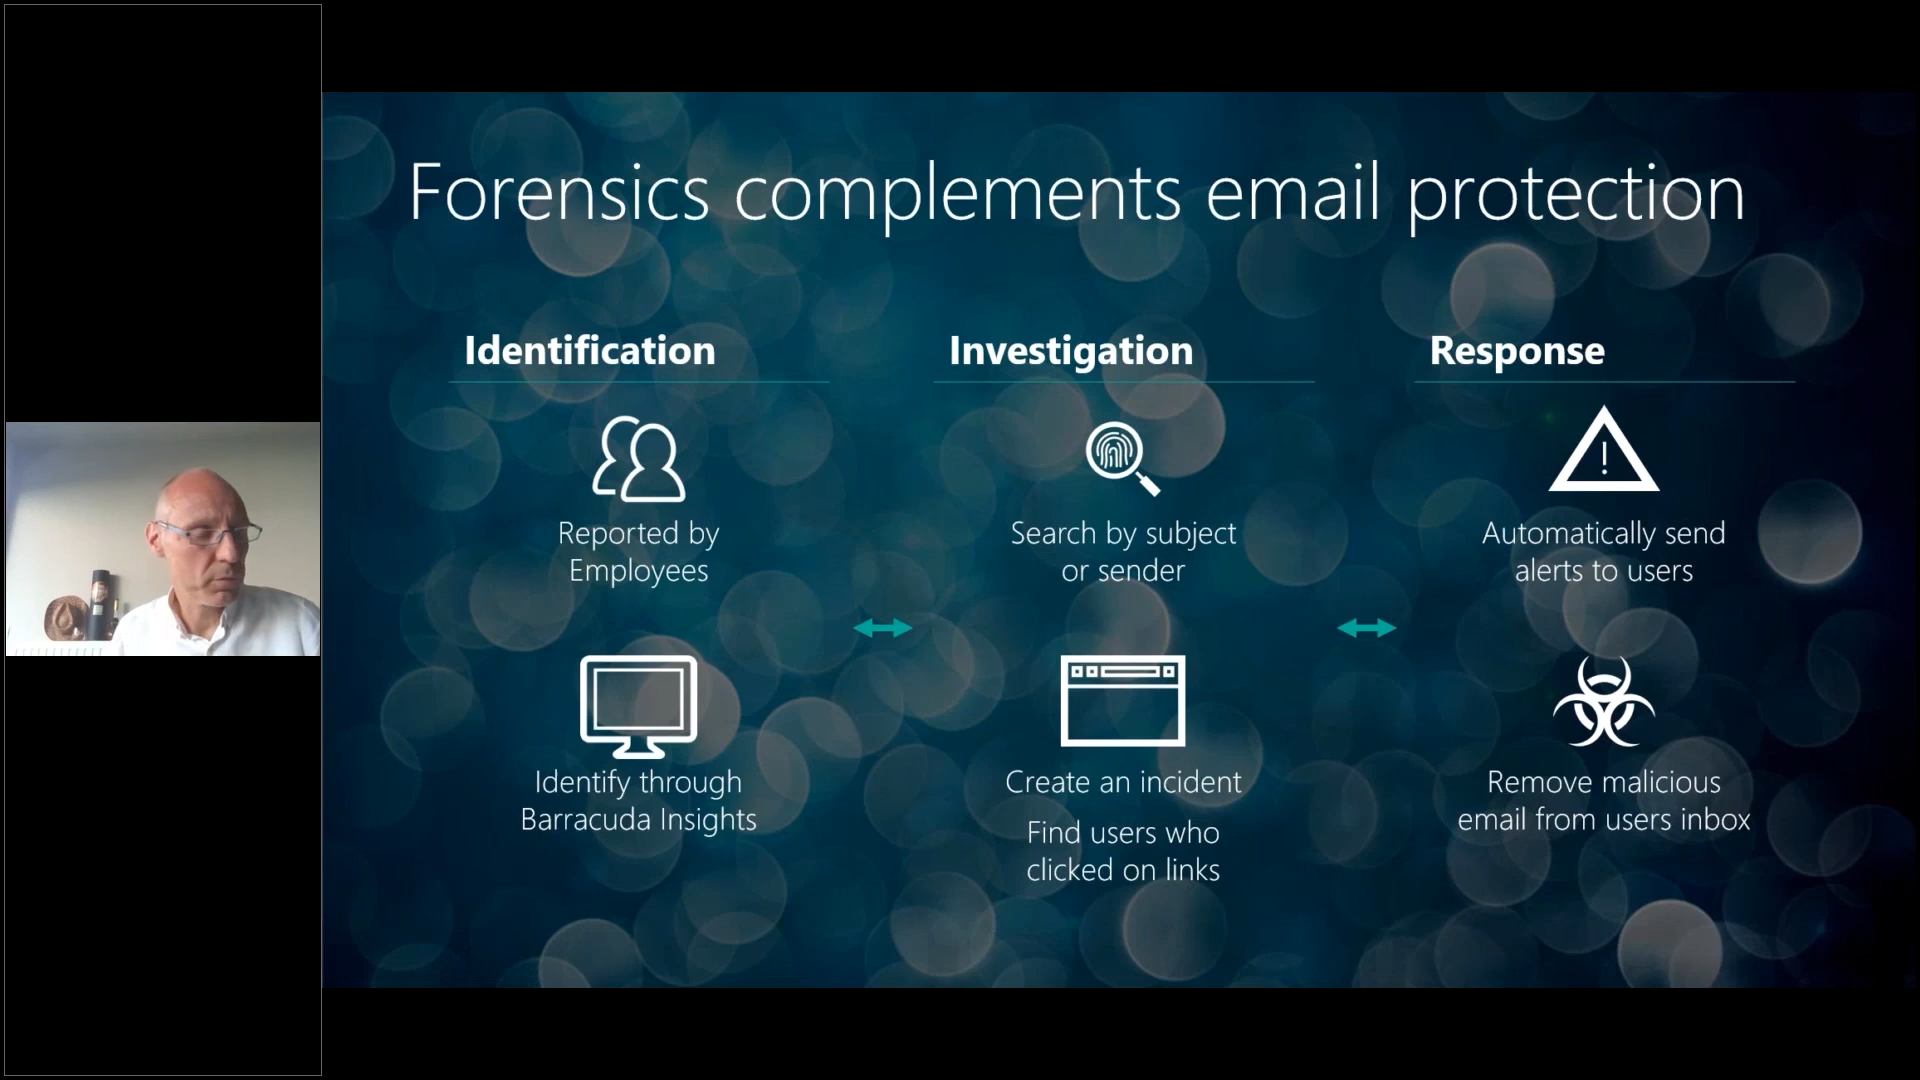 Forensics complements email protection
Identification
Reported by
Employees
Identify through
Barracuda Insights
Investigation
Search by subject
or sender
Create an incident
Find users who
clicked on links
Response
Automatically send
alerts to users
Remove malicious
email from users inbox